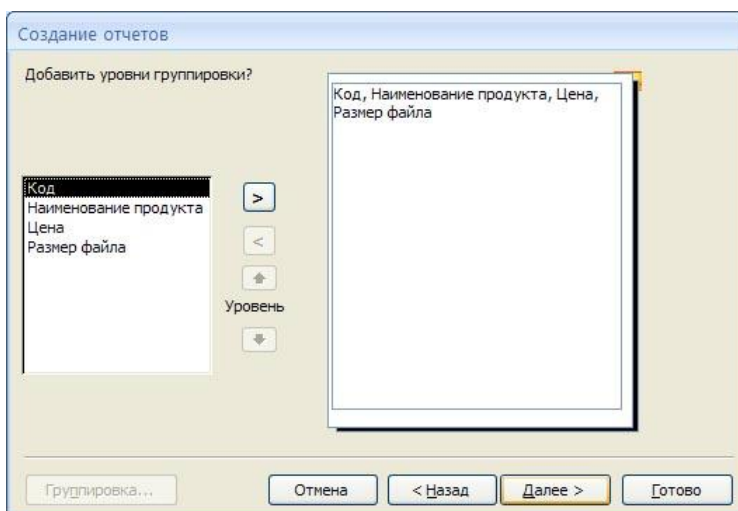 Создание отчетов
Добавить уровни группировки?
Код, Наименование продукта, Цена,
Размер файла
Код
Наименование продукта
Цена
Размер файла
>
<
Уровень
Группировка...
Отмена
< Назад
Далее >
Готово